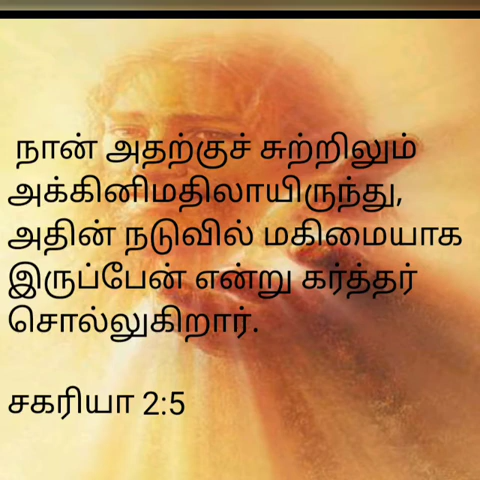 நான் அதற்குச் சுற்றிலும்
அக்கினிமதிலாயிருந்து,
அதின் நடுவில் மகிமையாக
இருப்பேன் என்று கர்த்தர்
சொல்லுகிறார்.
சகரியா 2:5